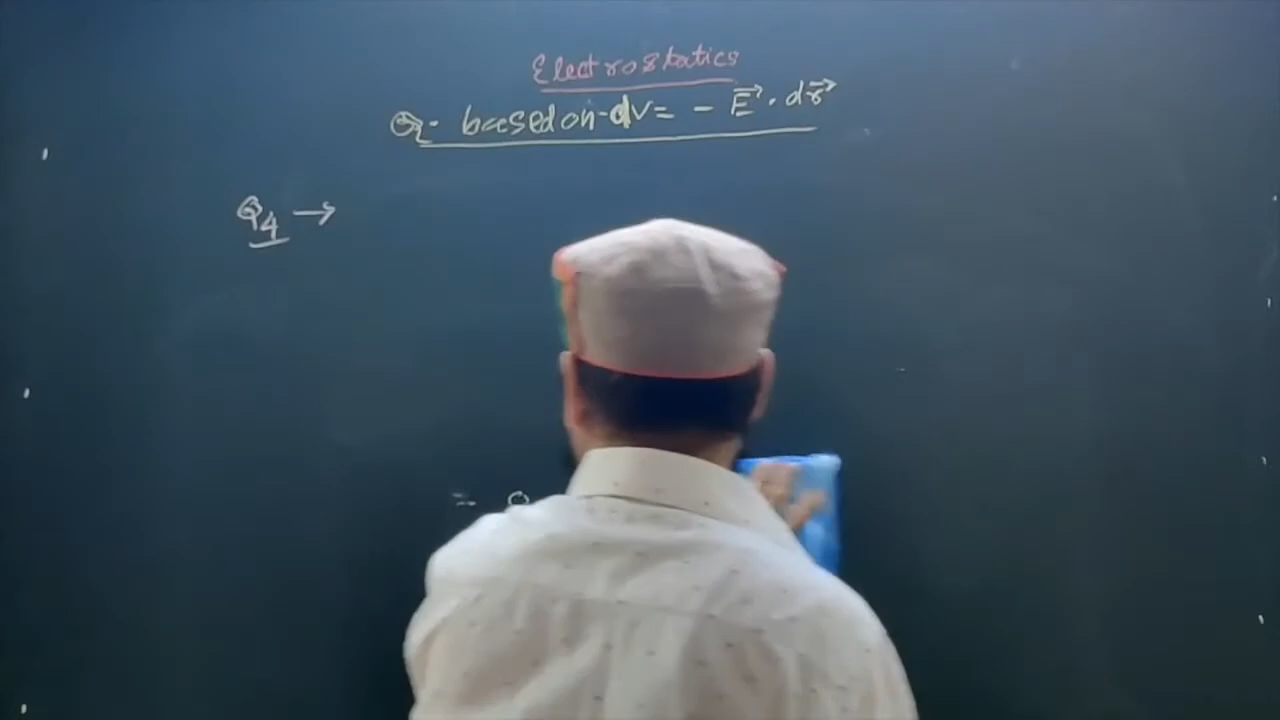 Electrostatics
Q. based on dV = - E⃗ . dr⃗
Q4 →
=